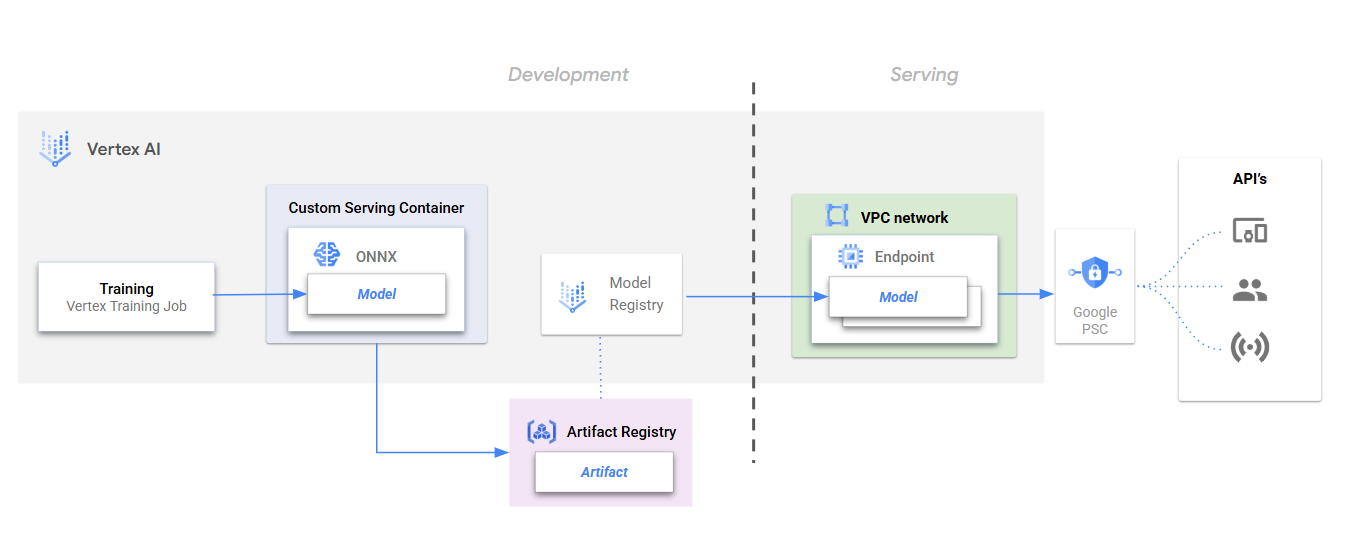 Development
Serving
Vertex AI
Custom Serving Container
ONNX
Model
Training
Vertex Training Job
Model
Registry
Artifact Registry
Artifact
VPC network
Endpoint
Model
Google
PSC
API's